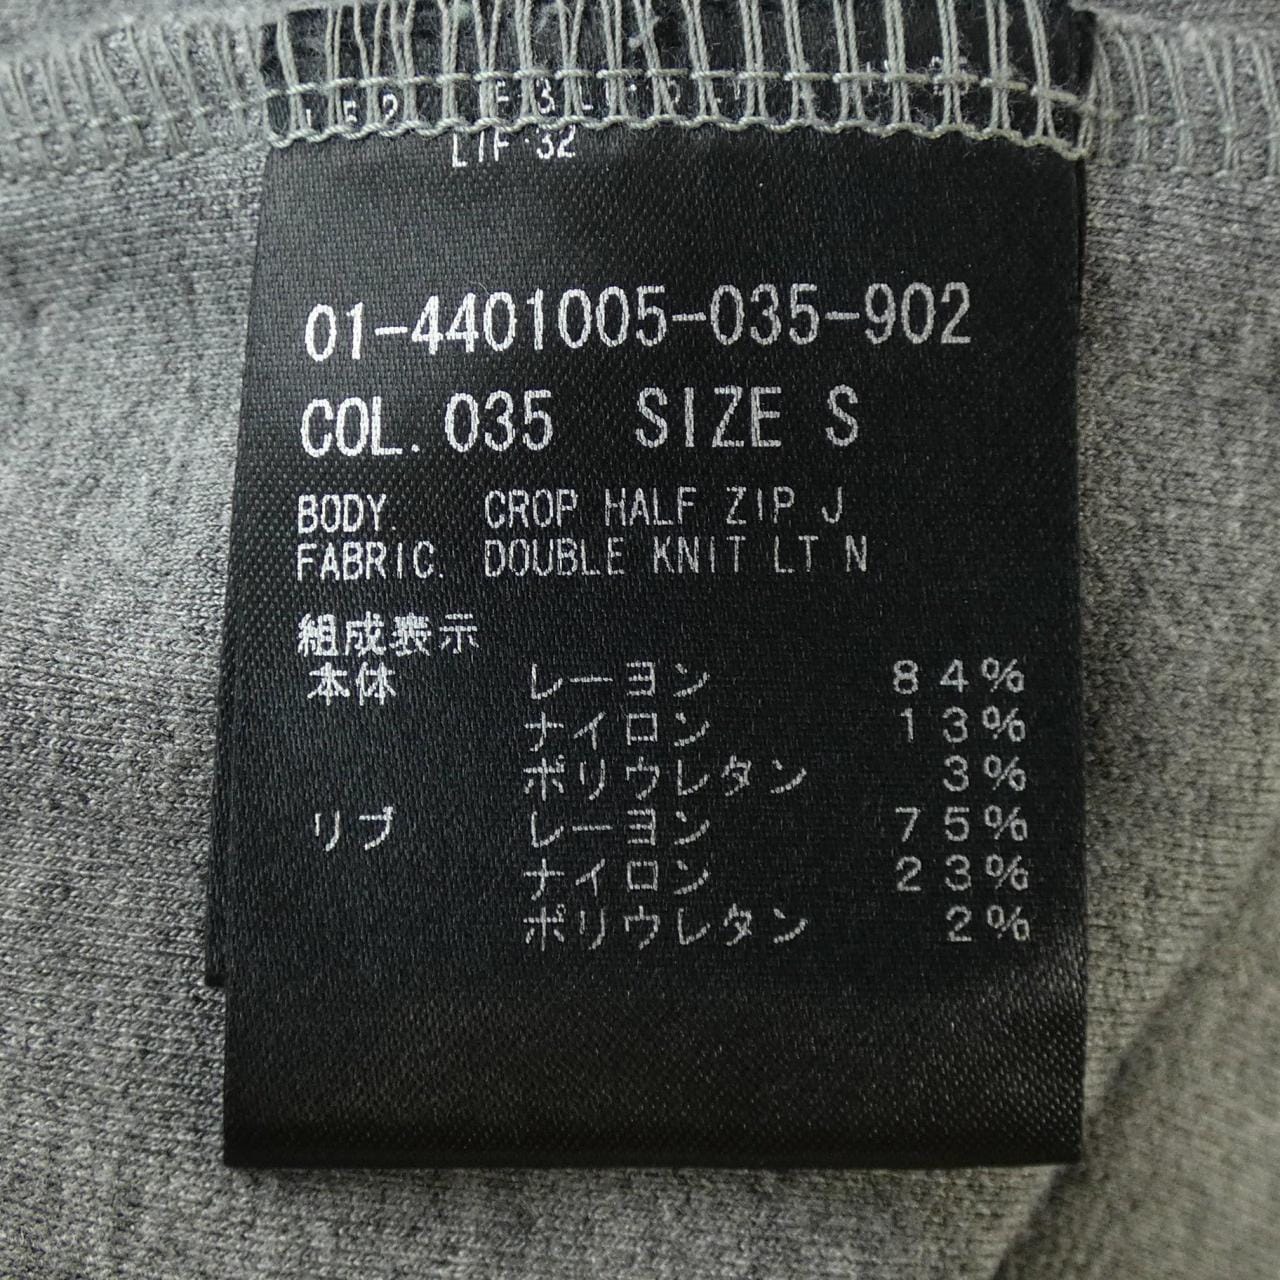 01-4401005-035-902
COL. 035 SIZE S
BODY. CROP HALF ZIP J
FABRIC. DOUBLE KNIT LT N
組成表示
本体 レーヨン 84%
ナイロン 13%
ポリウレタン 3%
リブ レーヨン 75%
ナイロン 23%
ポリウレタン 2%